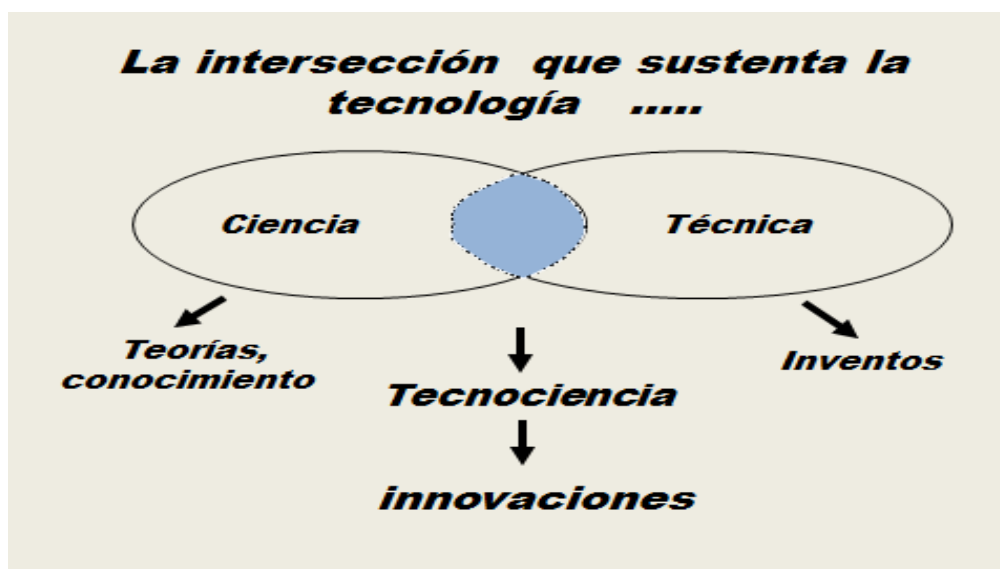 La intersección que sustenta la
tecnología .....
Ciencia
Técnica
Teorías,
conocimiento
Inventos
Tecnociencia
innovaciones